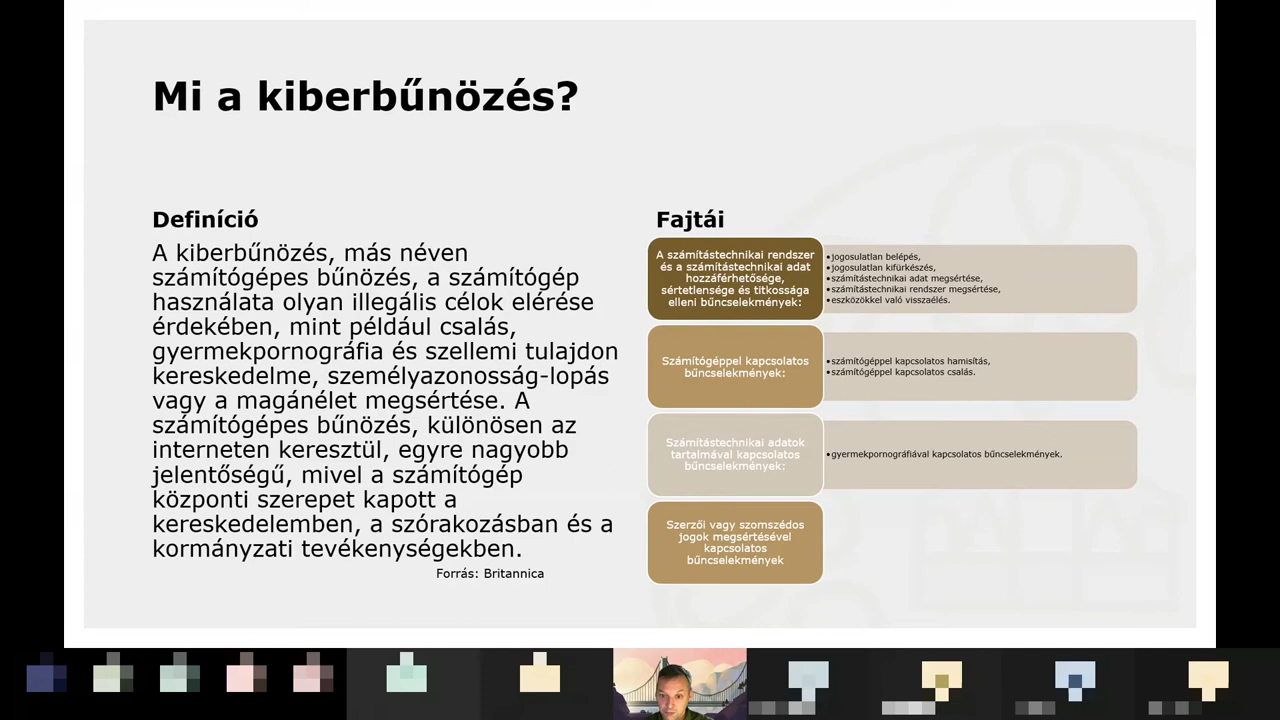 Mi a kiberbűnözés?
Definíció
A kiberbűnözés, más néven
számítógépes bűnözés, a számítógép
használata olyan illegális célok elérése
érdekében, mint például csalás,
gyermekpornográfia és szellemi tulajdon
kereskedelme, személyazonosság-lopás
vagy a magánélet megsértése. A
számítógépes bűnözés, különösen az
interneten keresztül, egyre nagyobb
jelentőségű, mivel a számítógép
központi szerepet kapott a
kereskedelemben, a szórakozásban és a
kormányzati tevékenységekben.
Forrás: Britannica
Fajtái
A számítástechnikai rendszer
és a számítástechnikai adat
hozzáférhetősége,
sértetlensége és titkossága
elleni bűncselekmények:
•jogosulatlan belépés,
•jogosulatlan kifürkészés,
•számítástechnikai adat megsértése,
•számítástechnikai rendszer megsértése,
•eszközökkel való visszaélés.
Számítógéppel kapcsolatos
bűncselekmények:
•számítógéppel kapcsolatos hamisítás,
•számítógéppel kapcsolatos csalás.
Számítástechnikai adatok
tartalmával kapcsolatos
bűncselekmények:
•gyermekpornográfiával kapcsolatos bűncselekmények.
Szerzői vagy szomszédos
jogok megsértésével
kapcsolatos
bűncselekmények